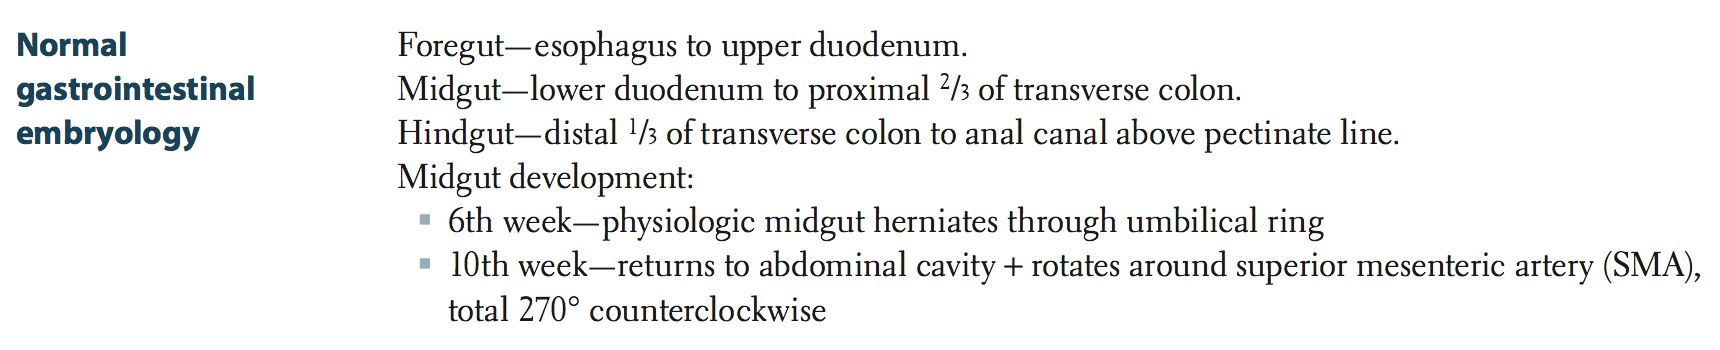 Normal
gastrointestinal
embryology
Foregut—esophagus to upper duodenum.
Midgut—lower duodenum to proximal 2/3 of transverse colon.
Hindgut—distal 1/3 of transverse colon to anal canal above pectinate line.
Midgut development:
▪ 6th week—physiologic midgut herniates through umbilical ring
▪ 10th week—returns to abdominal cavity + rotates around superior mesenteric artery (SMA),
total 270° counterclockwise